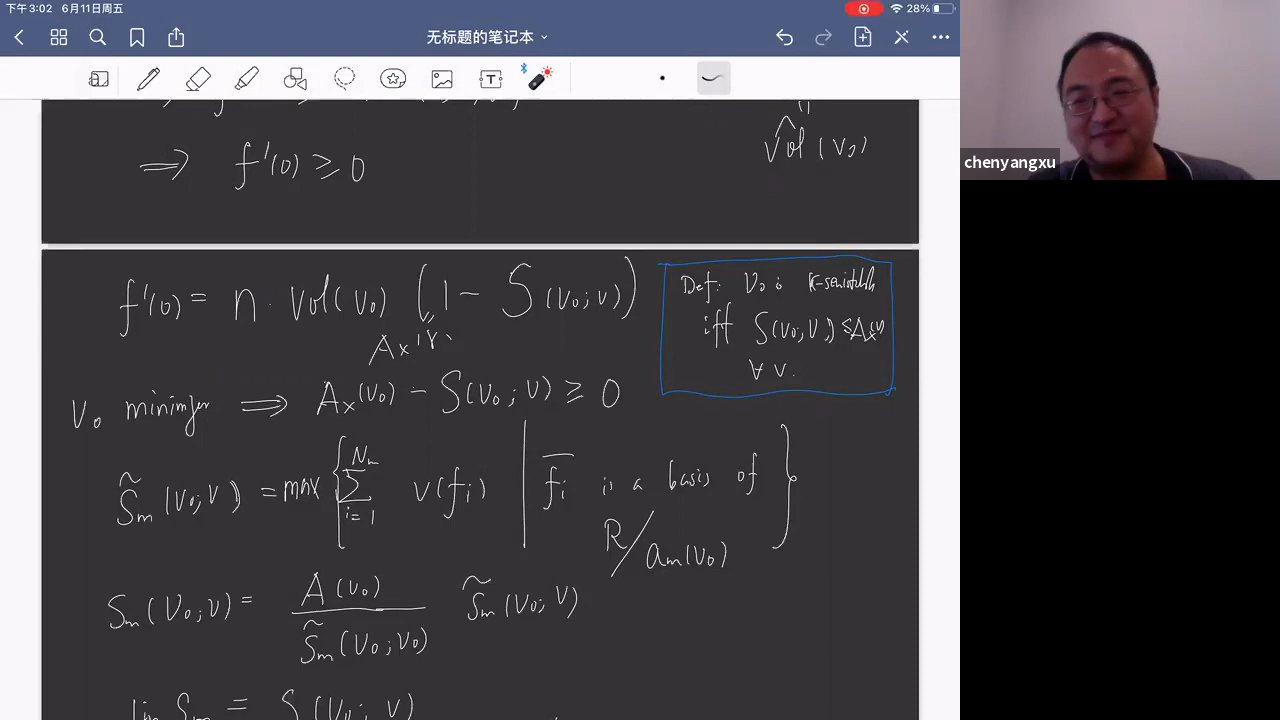 下午3:02 6月11日周五
28%
无标题的笔记本
T
chenyangxu
⟹ f'(0) ≥ 0
vol^(v₀)
f'(0) = n · vol(v₀) (1 − S(v₀; v))
A_X(v)
Def: v₀ is K-semistable
iff S(v₀; v) ≤ A_X(v)
∀ v.
v₀ minimizer ⟹ A_X(v₀) − S(v₀; v) ≥ 0
S̃_m(v₀; v) = max { Σ_{i=1}^{N_m} v(f_i) | f̄_i is a basis of
R/a_m(v₀) }
S_m(v₀; v) = A(v₀) / S̃_m(v₀; v₀) S̃_m(v₀; v)
lim S_m = S(v₀; v)